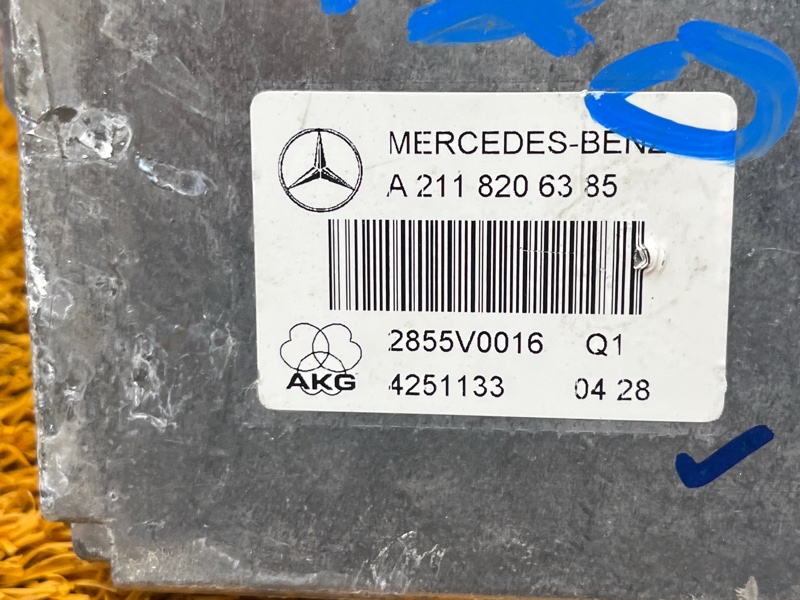 MERCEDES-BENZ
A 211 820 63 85
2855V0016 Q1
AKG
4251133 04 28